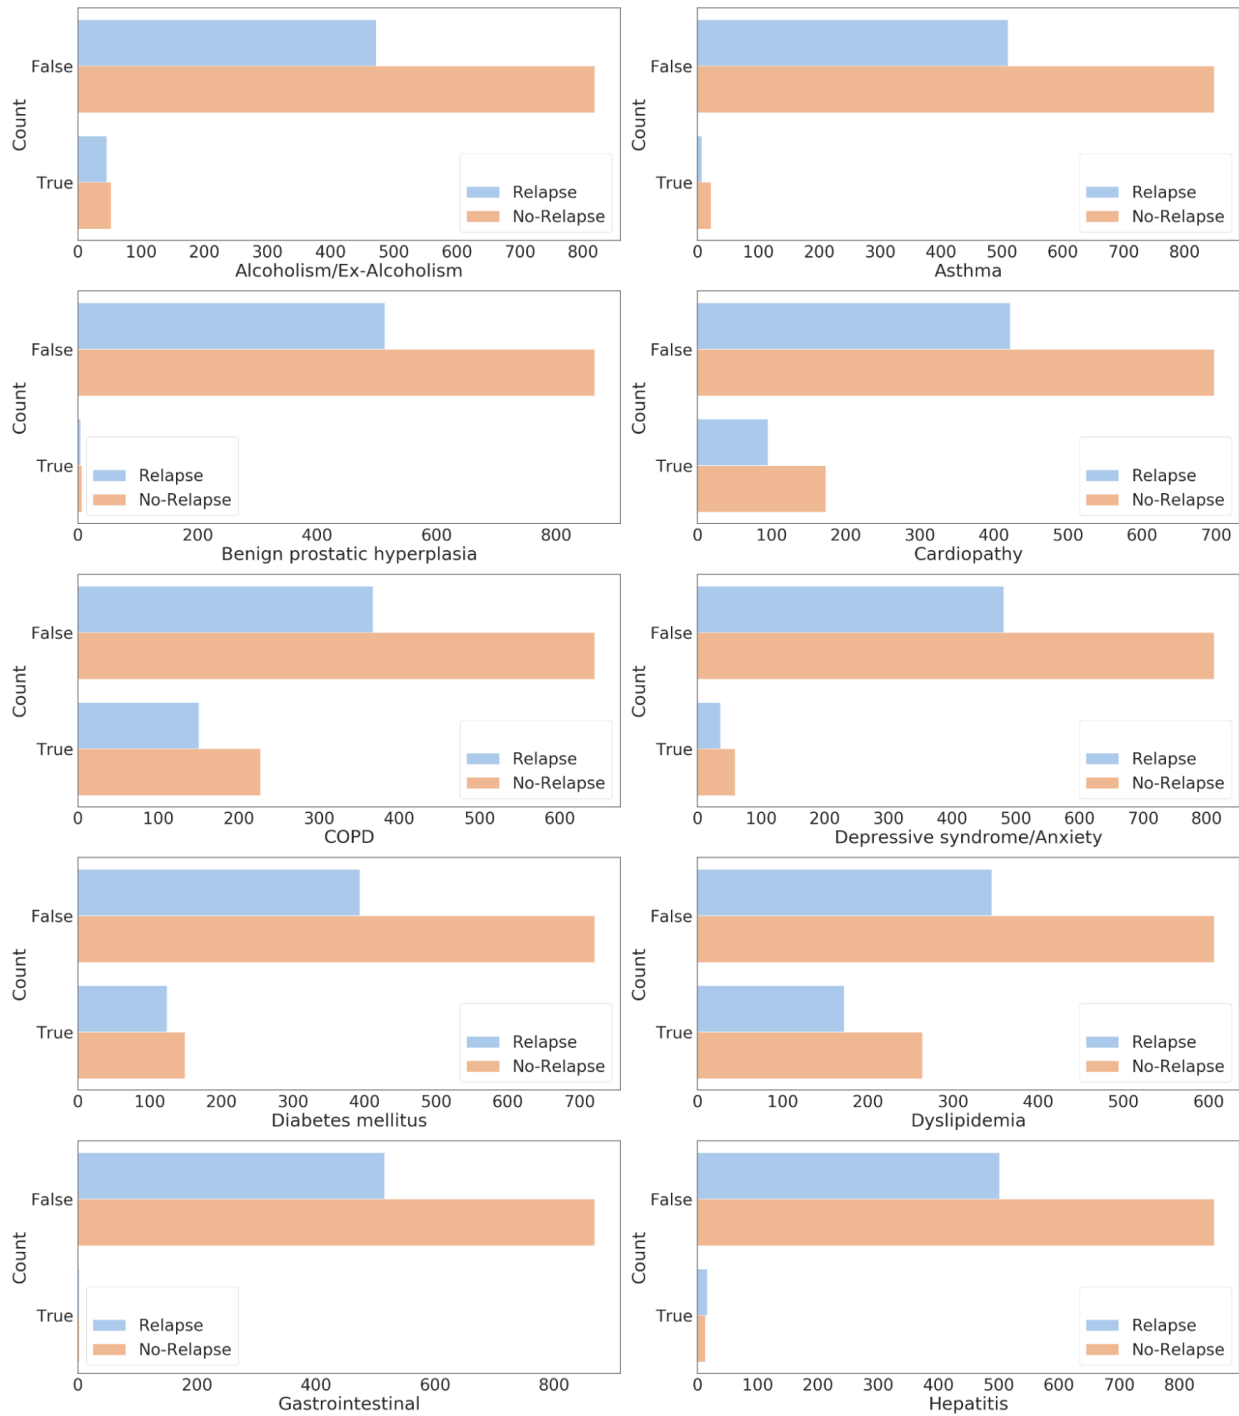 False
Count
True
Relapse
No-Relapse
0 100 200 300 400 500 600 700 800
Alcoholism/Ex-Alcoholism
False
Count
True
Relapse
No-Relapse
0 100 200 300 400 500 600 700 800
Asthma
False
Count
True
Relapse
No-Relapse
0 200 400 600 800
Benign prostatic hyperplasia
False
Count
True
Relapse
No-Relapse
0 100 200 300 400 500 600 700
Cardiopathy
False
Count
True
Relapse
No-Relapse
0 100 200 300 400 500 600
COPD
False
Count
True
Relapse
No-Relapse
0 100 200 300 400 500 600 700 800
Depressive syndrome/Anxiety
False
Count
True
Relapse
No-Relapse
0 100 200 300 400 500 600 700
Diabetes mellitus
False
Count
True
Relapse
No-Relapse
0 100 200 300 400 500 600
Dyslipidemia
False
Count
True
Relapse
No-Relapse
0 200 400 600 800
Gastrointestinal
False
Count
True
Relapse
No-Relapse
0 100 200 300 400 500 600 700 800
Hepatitis